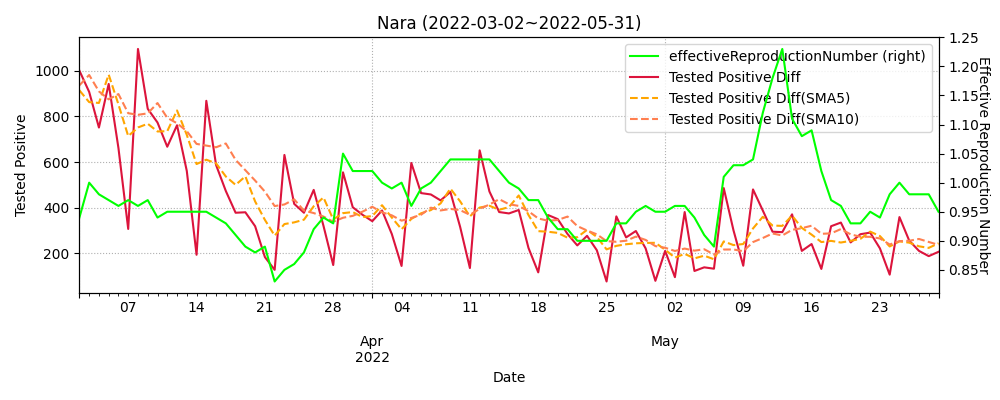 Nara (2022-03-02~2022-05-31)
effectiveReproductionNumber (right)
Tested Positive Diff
Tested Positive Diff(SMA5)
Tested Positive Diff(SMA10)
Tested Positive
1000
800
600
400
200
1.25
1.20
1.15
1.10
1.05
1.00
0.95
0.90
0.85
Effective Reproduction Number
07 14 21 28 04 11 18 25 02 09 16 23
Apr May
2022
Date